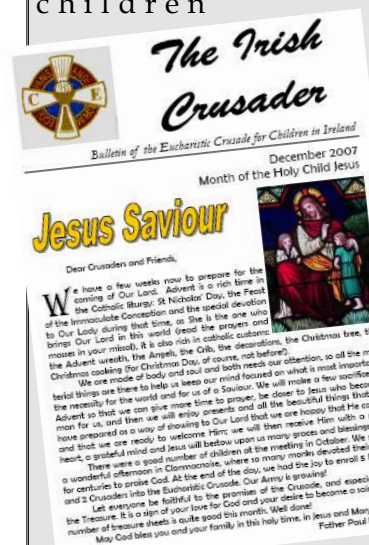 children
The Irish
Crusader
Bulletin of the Eucharistic Crusade for Children in Ireland
December 2007
Month of the Holy Child Jesus
Jesus Saviour
Dear Crusaders and Friends,
We have a few weeks now to prepare for the
coming of Our Lord. Advent is a rich time in
the Catholic liturgy: St Nicholas' Day, the Feast
of the Immaculate Conception and the special devotion
to Our Lady during that time, as She is the one who
brings Our Lord in this world (read the prayers and
masses in your missal). It is also rich in catholic customs:
the Advent wreath, the Angels, the Crib, the decorations, the Christmas tree,
Christmas cooking (for Christmas Day, of course, not before!).
We are made of body and soul and both needs our attention, so all the
terial things are there to help us keep our mind focused on what is most
the necessity for the world and for us of a Saviour. We will make a few
Advent so that we can give more time to prayer, be closer to Jesus who
man for us, and then we will enjoy presents and all the beautiful things
have prepared as a way of showing to Our Lord that we are happy that He
and that we are ready to welcome Him; we will then receive Him with a
heart, a grateful mind and Jesus will bestow upon us many graces and
There were a good number of children at the meeting in October. We
a wonderful afternoon in Clonmacnoise, where so many monks devoted
for centuries to praise God. At the end of the day, we had the joy to enroll
and 2 Crusaders into the Eucharistic Crusade. Our Army is growing!
Let everyone be faithful to the promises of the Crusade, and
the Treasure. It is a sign of your love for God and your desire to become a
number of treasure sheets is quite good this month. Well done!
May God bless you and your family in this holy time, in Jesus and
Father Paul